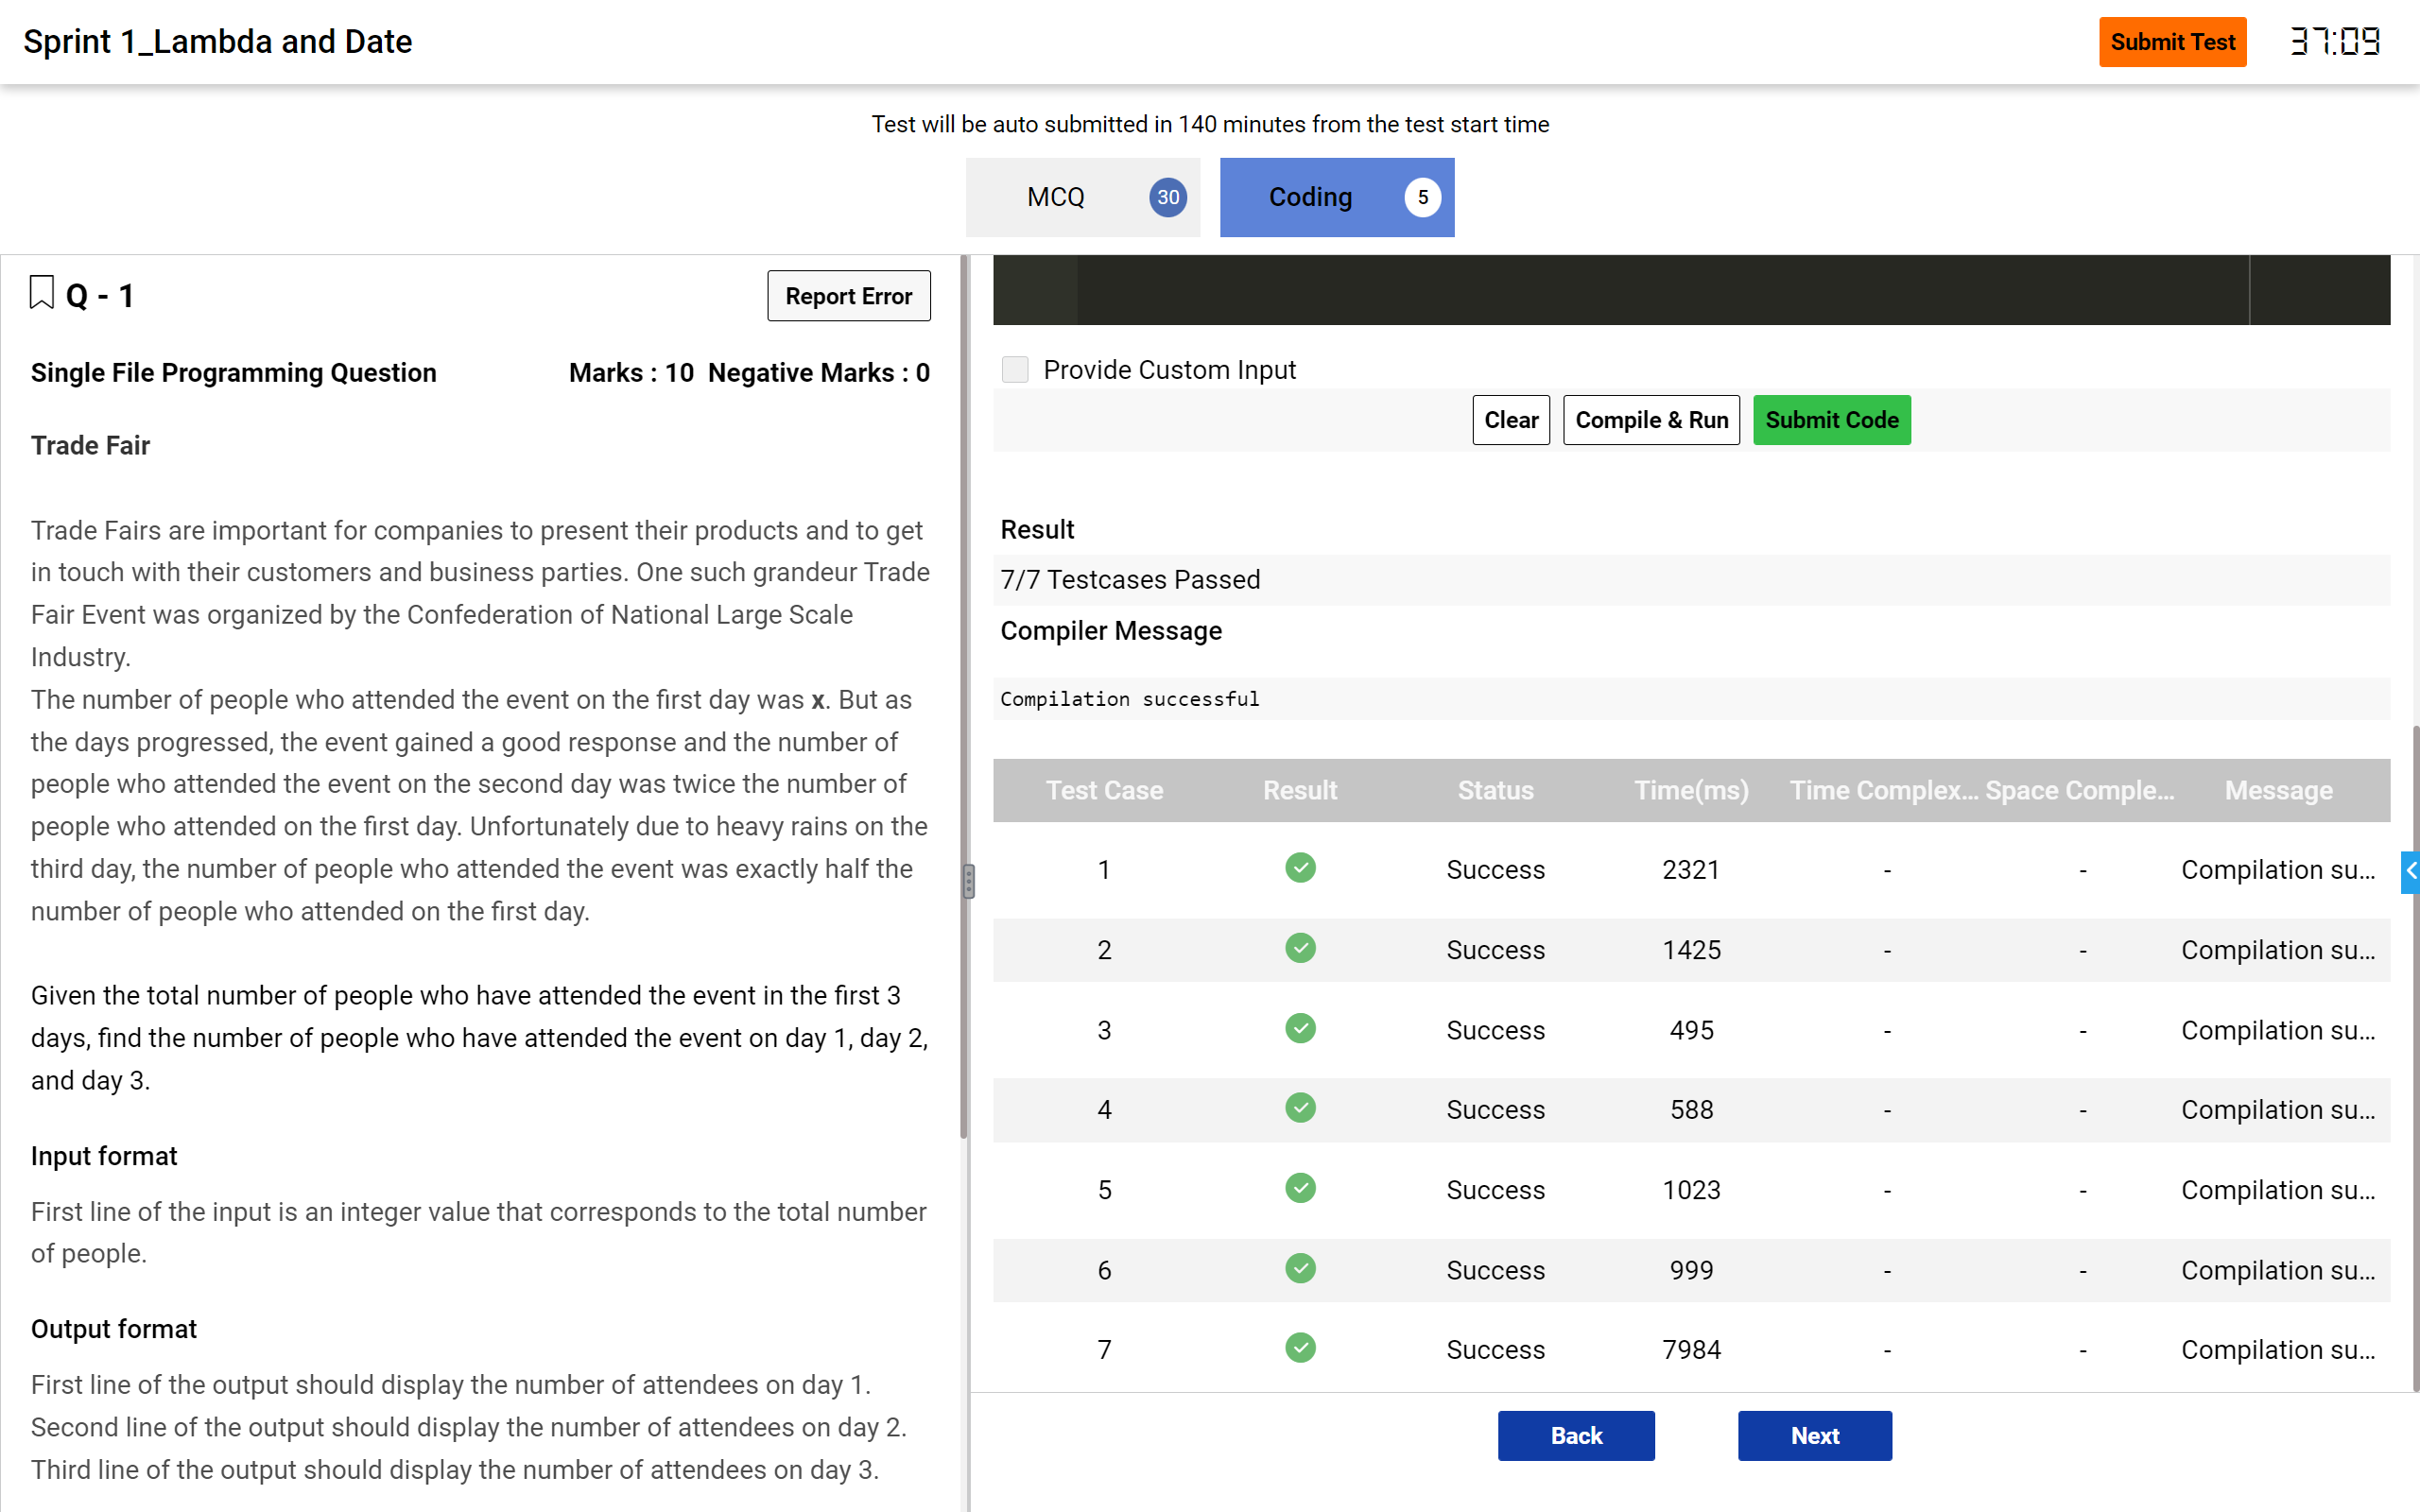 Sprint 1_Lambda and Date
Submit Test
37:09
Test will be auto submitted in 140 minutes from the test start time
MCQ 30
Coding 5
Q - 1
Report Error
Single File Programming Question
Marks : 10 Negative Marks : 0
Trade Fair
Trade Fairs are important for companies to present their products and to get
in touch with their customers and business parties. One such grandeur Trade
Fair Event was organized by the Confederation of National Large Scale
Industry.
The number of people who attended the event on the first day was x. But as
the days progressed, the event gained a good response and the number of
people who attended the event on the second day was twice the number of
people who attended on the first day. Unfortunately due to heavy rains on the
third day, the number of people who attended the event was exactly half the
number of people who attended on the first day.
Given the total number of people who have attended the event in the first 3
days, find the number of people who have attended the event on day 1, day 2,
and day 3.
Input format
First line of the input is an integer value that corresponds to the total number
of people.
Output format
First line of the output should display the number of attendees on day 1.
Second line of the output should display the number of attendees on day 2.
Third line of the output should display the number of attendees on day 3.
Provide Custom Input
Clear
Compile & Run
Submit Code
Result
7/7 Testcases Passed
Compiler Message
Compilation successful
Test Case Result Status Time(ms) Time Complex... Space Comple... Message
1 Success 2321 - - Compilation su...
2 Success 1425 - - Compilation su...
3 Success 495 - - Compilation su...
4 Success 588 - - Compilation su...
5 Success 1023 - - Compilation su...
6 Success 999 - - Compilation su...
7 Success 7984 - - Compilation su...
Back
Next